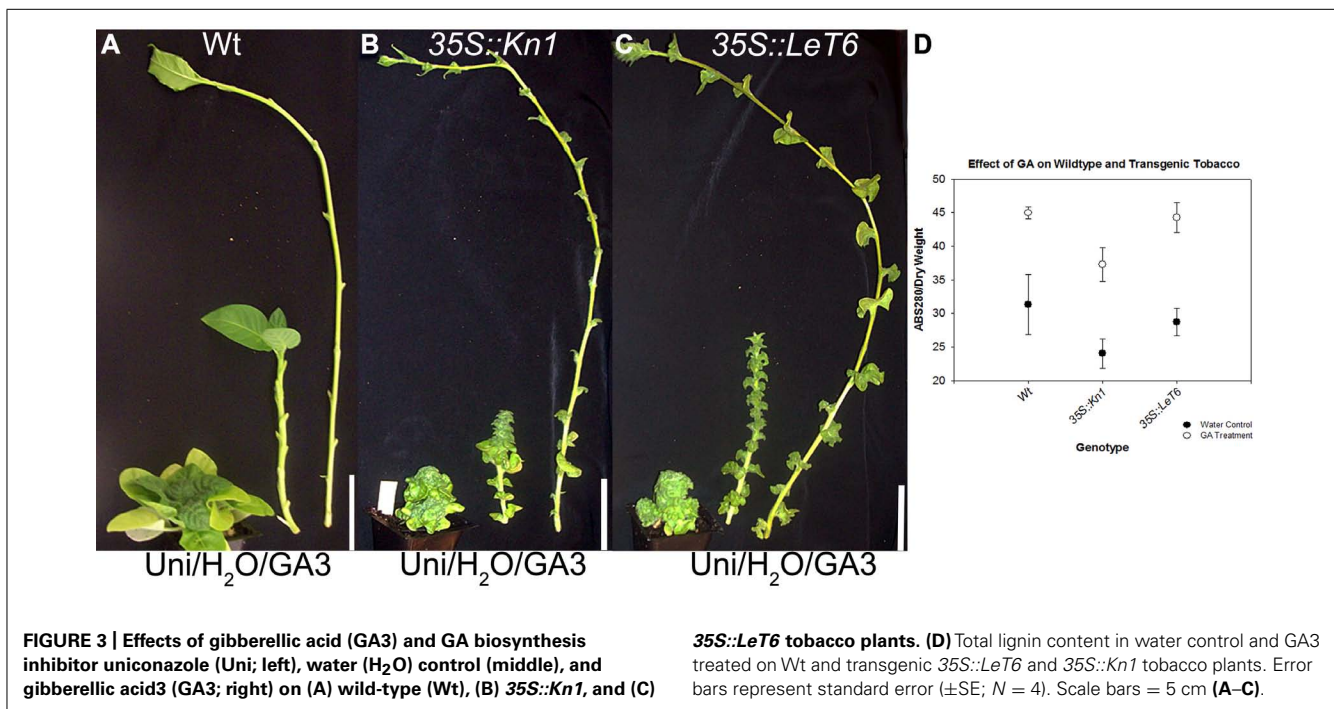 A Wt
B 35S::Kn1
C 35S::LeT6
D
Uni/H₂O/GA3
Uni/H₂O/GA3
Uni/H₂O/GA3
Effect of GA on Wildtype and Transgenic Tobacco
ABS280/Dry Weight
50
45
40
35
30
25
20
Wt
35S::Kn1
35S::LeT6
Genotype
Water Control
GA Treatment
FIGURE 3 | Effects of gibberellic acid (GA3) and GA biosynthesis
inhibitor uniconazole (Uni; left), water (H₂O) control (middle), and
gibberellic acid3 (GA3; right) on (A) wild-type (Wt), (B) 35S::Kn1, and (C)
35S::LeT6 tobacco plants. (D) Total lignin content in water control and GA3
treated on Wt and transgenic 35S::LeT6 and 35S::Kn1 tobacco plants. Error
bars represent standard error (±SE; N = 4). Scale bars = 5 cm (A–C).